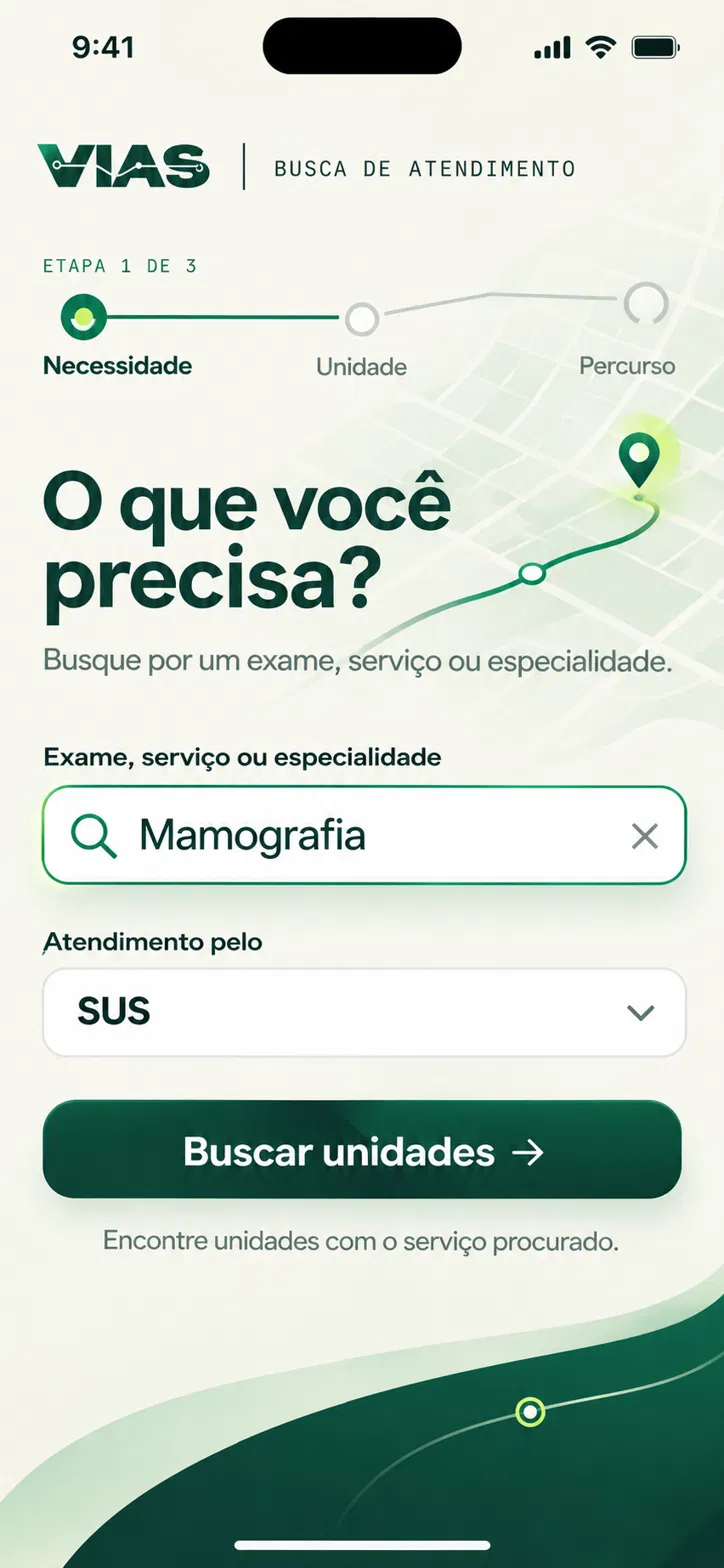 9:41
VIAS | BUSCA DE ATENDIMENTO
ETAPA 1 DE 3
Necessidade Unidade Percurso
O que você
precisa?
Busque por um exame, serviço ou especialidade.
Exame, serviço ou especialidade
Mamografia
Atendimento pelo
SUS
Buscar unidades →
Encontre unidades com o serviço procurado.